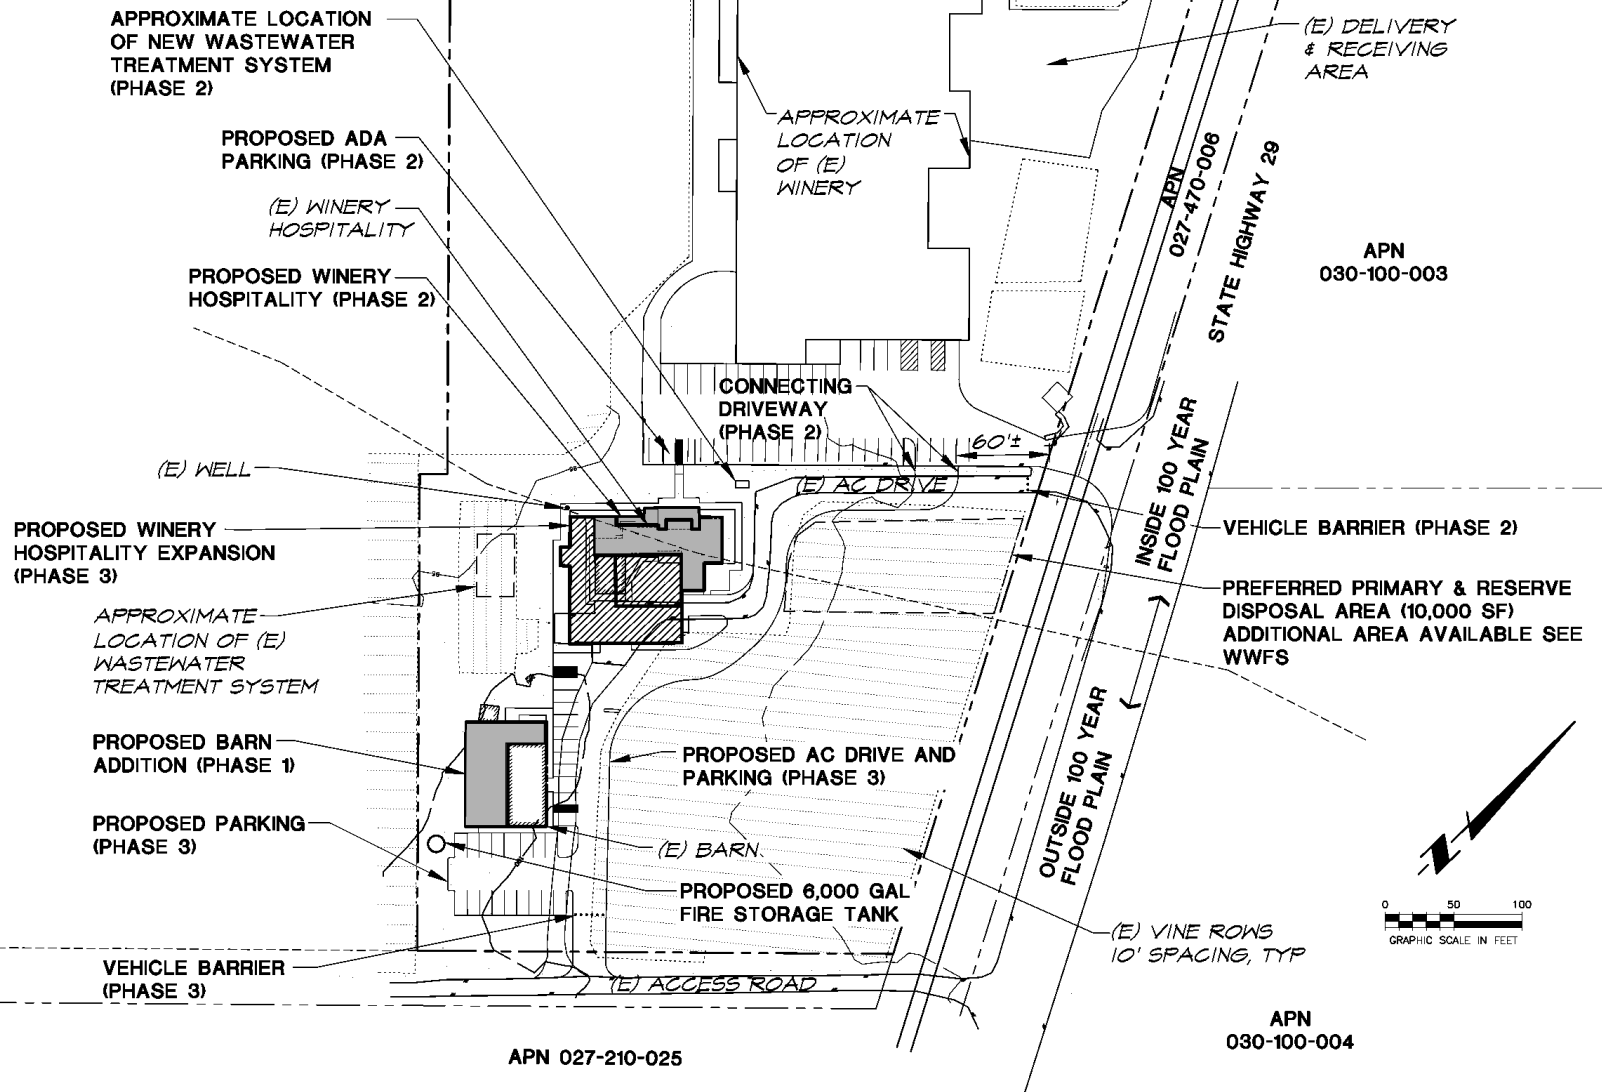 APPROXIMATE LOCATION
OF NEW WASTEWATER
TREATMENT SYSTEM
(PHASE 2)
PROPOSED ADA
PARKING (PHASE 2)
(E) WINERY
HOSPITALITY
PROPOSED WINERY
HOSPITALITY (PHASE 2)
(E) WELL
PROPOSED WINERY
HOSPITALITY EXPANSION
(PHASE 3)
APPROXIMATE
LOCATION OF (E)
WASTEWATER
TREATMENT SYSTEM
PROPOSED BARN
ADDITION (PHASE 1)
PROPOSED PARKING
(PHASE 3)
VEHICLE BARRIER
(PHASE 3)
APPROXIMATE
LOCATION
OF (E)
WINERY
CONNECTING
DRIVEWAY
(PHASE 2)
60'±
(E) AC DRIVE
PROPOSED AC DRIVE AND
PARKING (PHASE 3)
(E) BARN
PROPOSED 6,000 GAL
FIRE STORAGE TANK
(E) ACCESS ROAD
APN 027-210-025
(E) DELIVERY
& RECEIVING
AREA
APN
027-470-006
STATE HIGHWAY 29
APN
030-100-003
INSIDE 100 YEAR
FLOOD PLAIN
VEHICLE BARRIER (PHASE 2)
PREFERRED PRIMARY & RESERVE
DISPOSAL AREA (10,000 SF)
ADDITIONAL AREA AVAILABLE SEE
WWFS
OUTSIDE 100 YEAR
FLOOD PLAIN
(E) VINE ROWS
10' SPACING, TYP
0 50 100
GRAPHIC SCALE IN FEET
APN
030-100-004